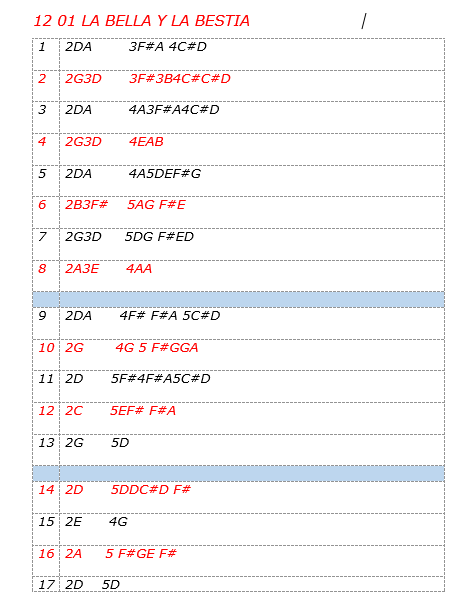 12 01 LA BELLA Y LA BESTIA /
1 2DA 3F#A 4C#D
2 2G3D 3F#3B4C#C#D
3 2DA 4A3F#A4C#D
4 2G3D 4EAB
5 2DA 4A5DEF#G
6 2B3F# 5AG F#E
7 2G3D 5DG F#ED
8 2A3E 4AA
9 2DA 4F# F#A 5C#D
10 2G 4G 5 F#GGA
11 2D 5F#4F#A5C#D
12 2C 5EF# F#A
13 2G 5D
14 2D 5DDC#D F#
15 2E 4G
16 2A 5 F#GE F#
17 2D 5D